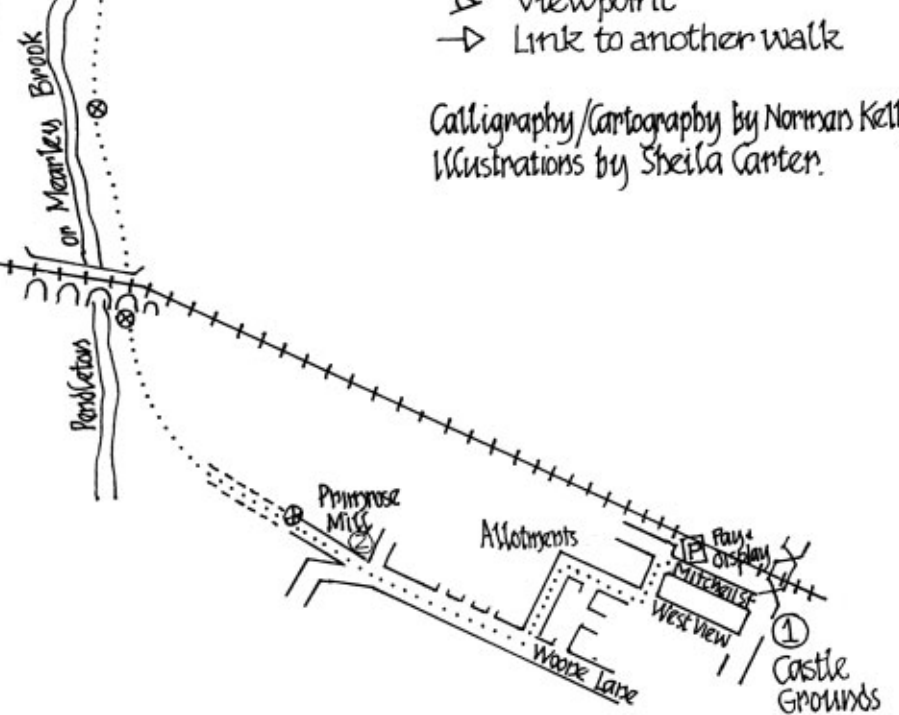 Viewpoint
Link to another walk
Calligraphy/Cartography by Norman Kell
Illustrations by Sheila Carter.
or Mearley Brook
Pendleton
Primrose
Mill
2
Allotments
P
Pay &
Display
Mitchell St
West View
Woone Lane
1
Castle
Grounds